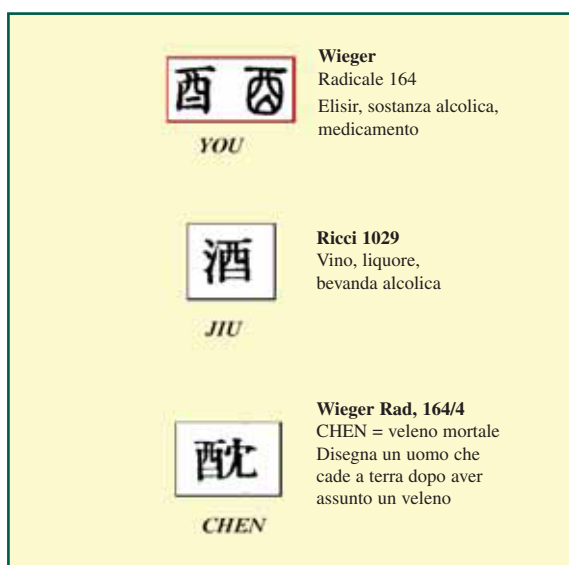 酉
YOU
Wieger
Radicale 164
Elisir, sostanza alcolica,
medicamento
酒
JIU
Ricci 1029
Vino, liquore,
bevanda alcolica
酖
CHEN
Wieger Rad, 164/4
CHEN = veleno mortale
Disegna un uomo che
cade a terra dopo aver
assunto un veleno